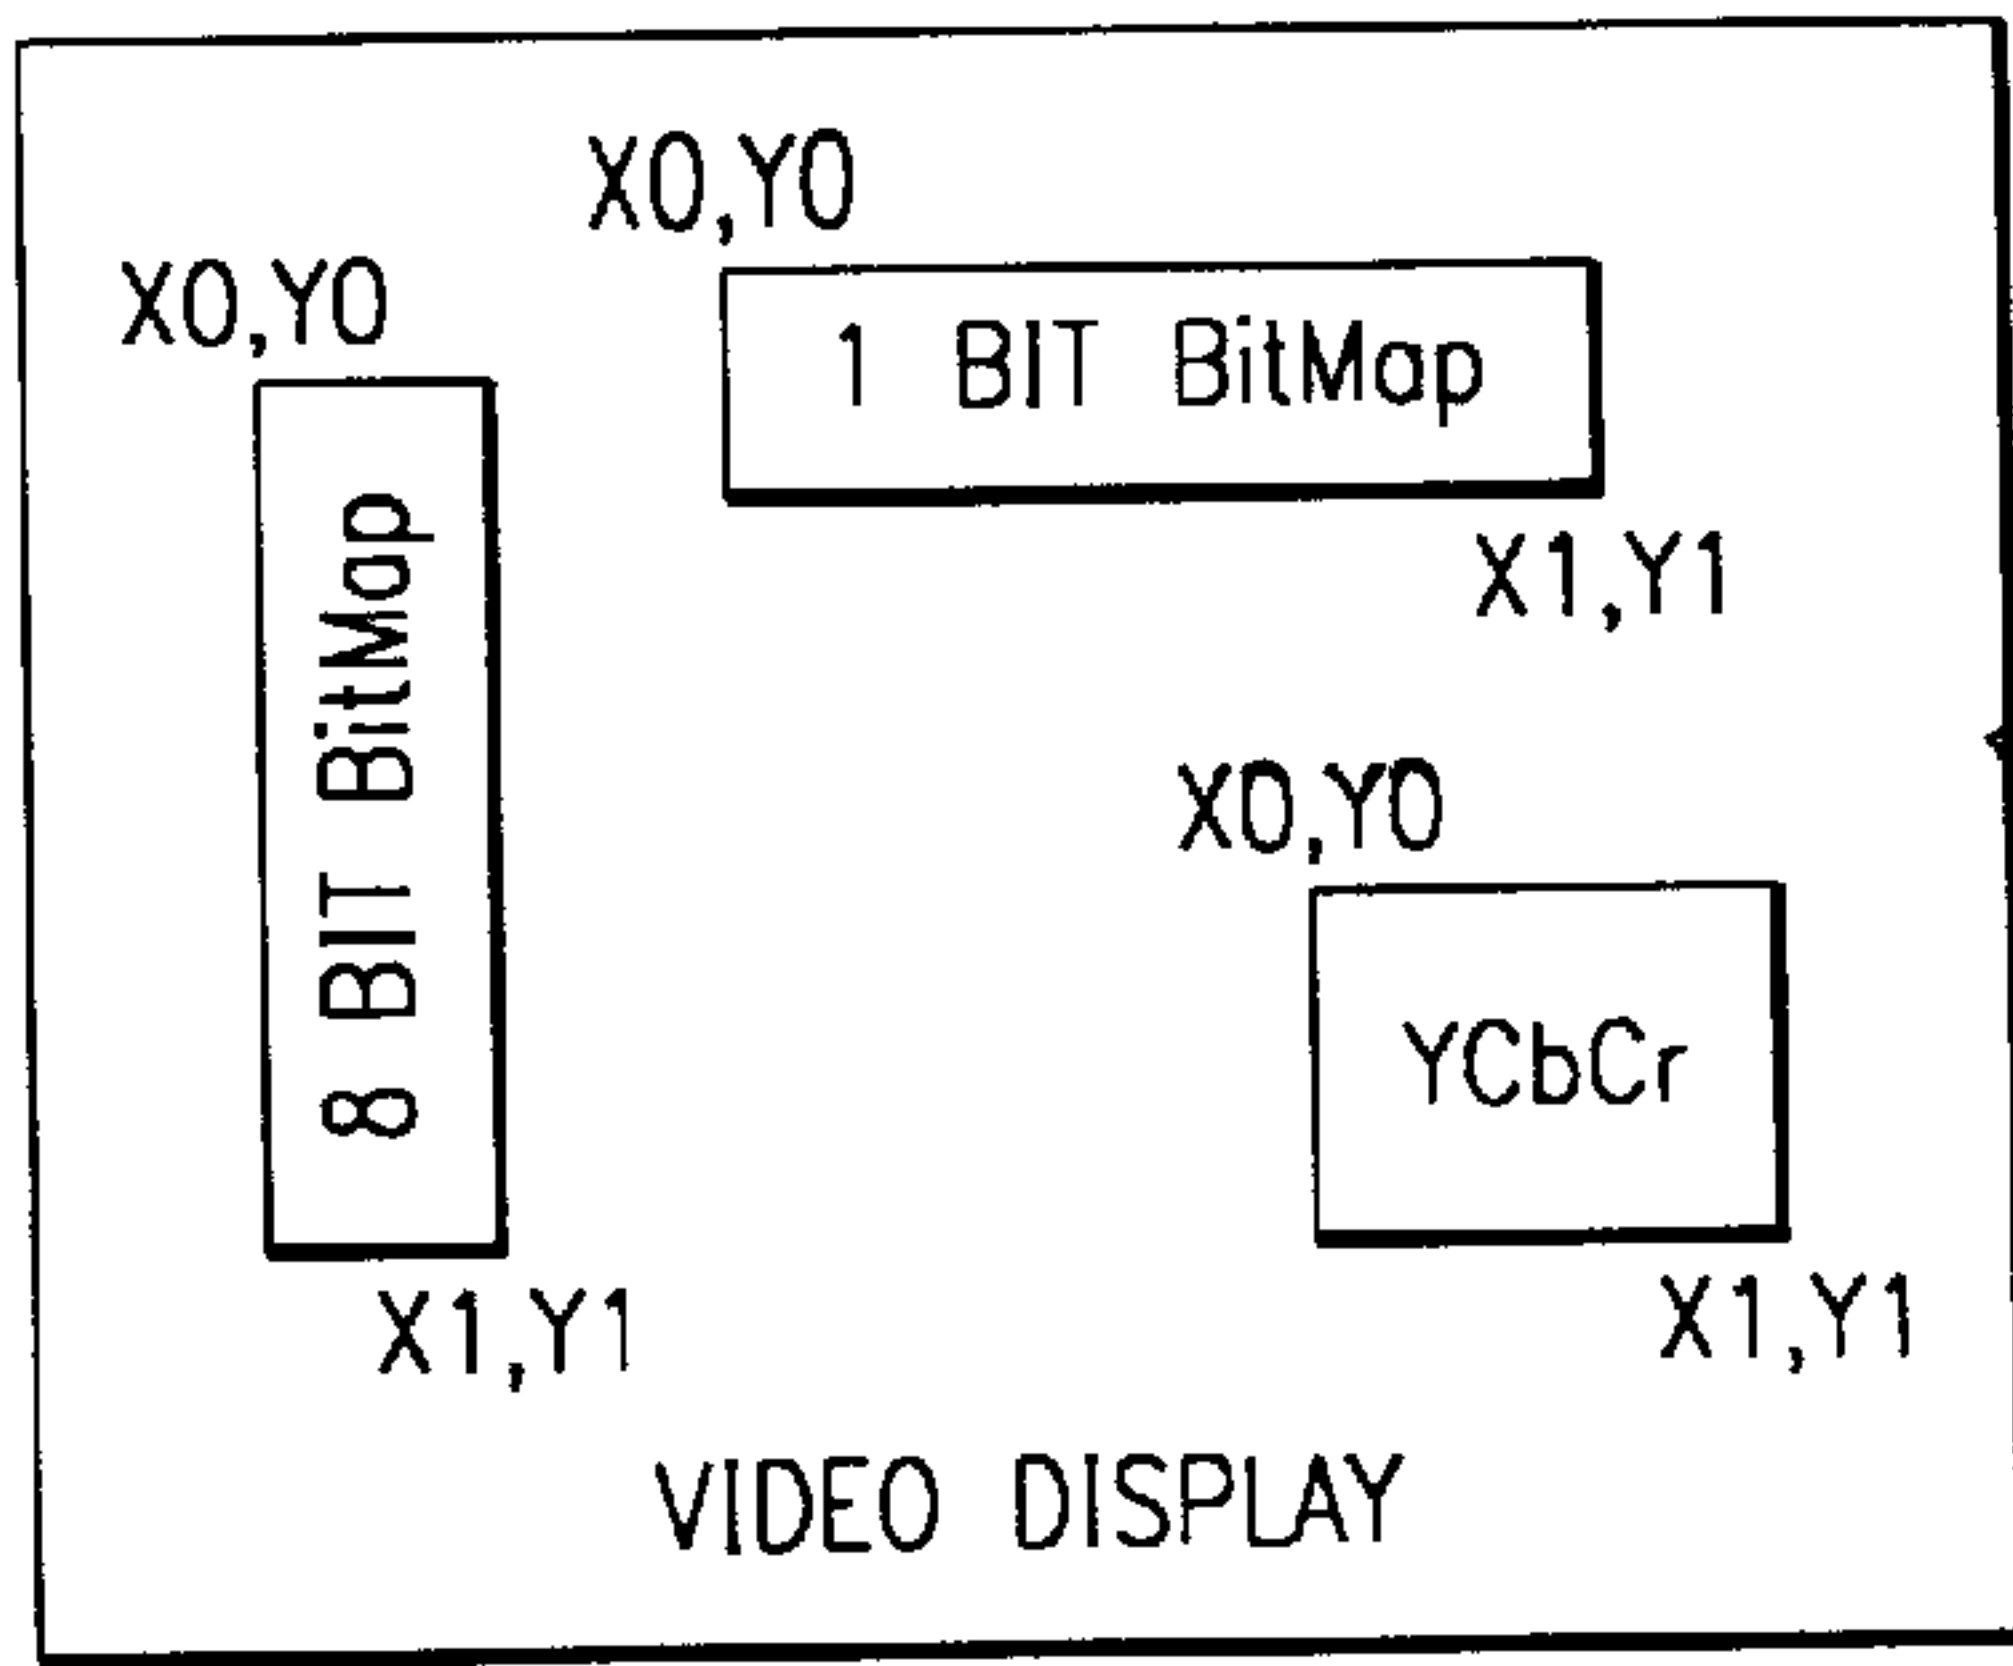 X0,Y0
X0,Y0
1 BIT BitMap
8 BIT BitMap
X1,Y1
X0,Y0
YCbCr
X1,Y1
X1,Y1
VIDEO DISPLAY